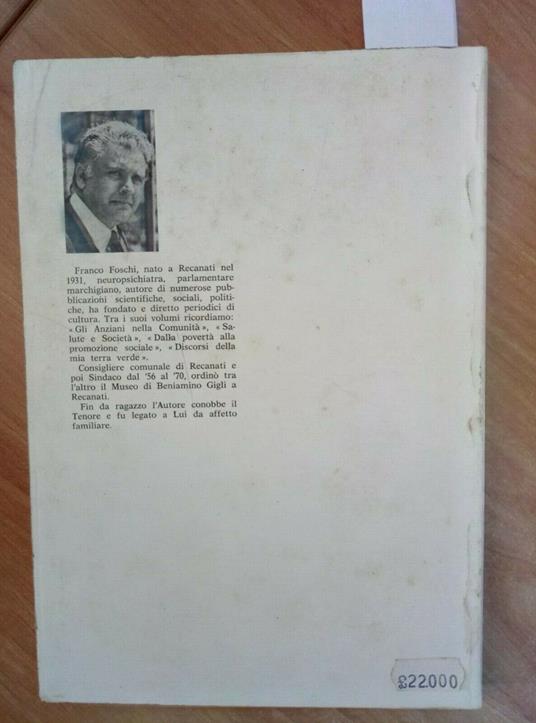 Franco Foschi, nato a Recanati nel
1931, neuropsichiatra, parlamentare
marchigiano, autore di numerose pub-
blicazioni scientifiche, sociali, politi-
che, ha fondato e diretto periodici di
cultura. Tra i suoi volumi ricordiamo:
« Gli Anziani nella Comunità », « Sa-
lute e Società », « Dalla povertà alla
promozione sociale », « Discorsi della
mia terra verde ».
Consigliere comunale di Recanati e
poi Sindaco dal '56 al '70, ordinò tra
l'altro il Museo di Beniamino Gigli a
Recanati.
Fin da ragazzo l'Autore conobbe il
Tenore e fu legato a Lui da affetto
familiare.
£22.000